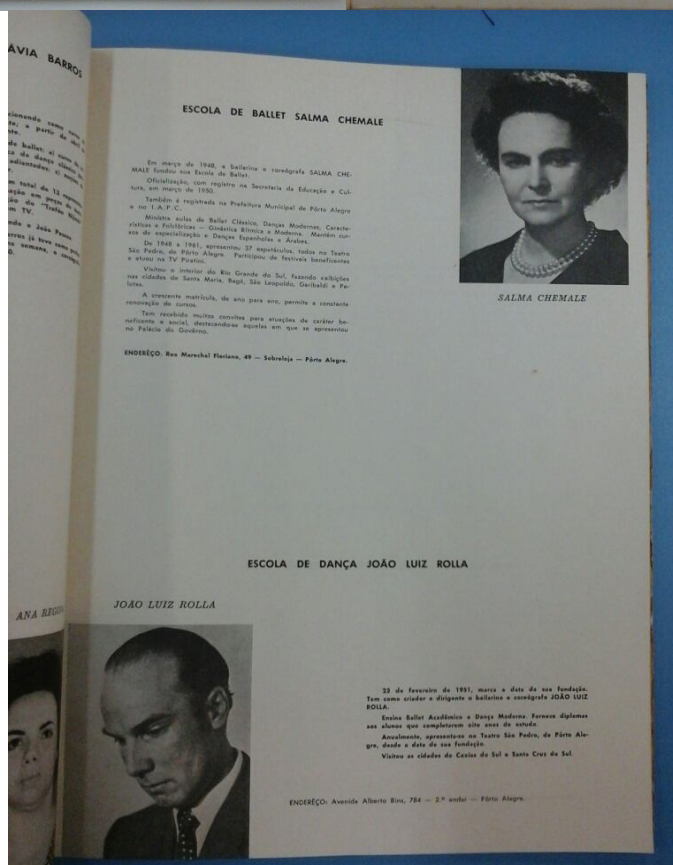 ÁVIA BARROS
ESCOLA DE BALLET SALMA CHEMALE
Em março de 1948, a bailarina e coreógrafa SALMA CHE-
MALE fundou sua Escola de Ballet.
Oficialização, com registro na Secretaria da Educação e Cul-
tura, em março de 1950.
Também é registrada na Prefeitura Municipal de Pôrto Alegre
e no I.A.P.C.
Ministra aulas de Ballet Clássico, Danças Modernas, Caracte-
rísticas e Folclóricas — Ginástica Rítmica e Moderna. Mantém cur-
sos de especialização e Danças Espanholas e Árabes.
De 1948 a 1961, apresentou 37 espetáculos, todos no Teatro
São Pedro, de Pôrto Alegre. Participou de festivais beneficentes
e atuou na TV Piratini.
Visitou o interior do Rio Grande do Sul, fazendo exibições
nas cidades de Santa Maria, Bagé, São Leopoldo, Garibaldi e Pe-
lotas.
A crescente matrícula, de ano para ano, permite a constante
renovação de cursos.
Tem recebido muitos convites para atuações de caráter be-
neficente e social, destacando-se aquelas em que se apresentou
no Palácio do Govêrno.
ENDERÊÇO: Rua Marechal Floriano, 49 — Sobreloja — Pôrto Alegre.
SALMA CHEMALE
ESCOLA DE DANÇA JOÃO LUIZ ROLLA
ANA REGINA
JOÃO LUIZ ROLLA
23 de fevereiro de 1951, marca a data da sua fundação.
Tem como criador e dirigente o bailarino e coreógrafo JOÃO LUIZ
ROLLA.
Ensina Ballet Acadêmico e Dança Moderna. Fornece diplomas
aos alunos que completarem oito anos de estudo.
Anualmente, apresenta-se no Teatro São Pedro, de Pôrto Ale-
gre, desde a data de sua fundação.
Visitou as cidades de Caxias do Sul e Santa Cruz do Sul.
ENDERÊÇO: Avenida Alberto Bins, 784 — 2.º andar — Pôrto Alegre.